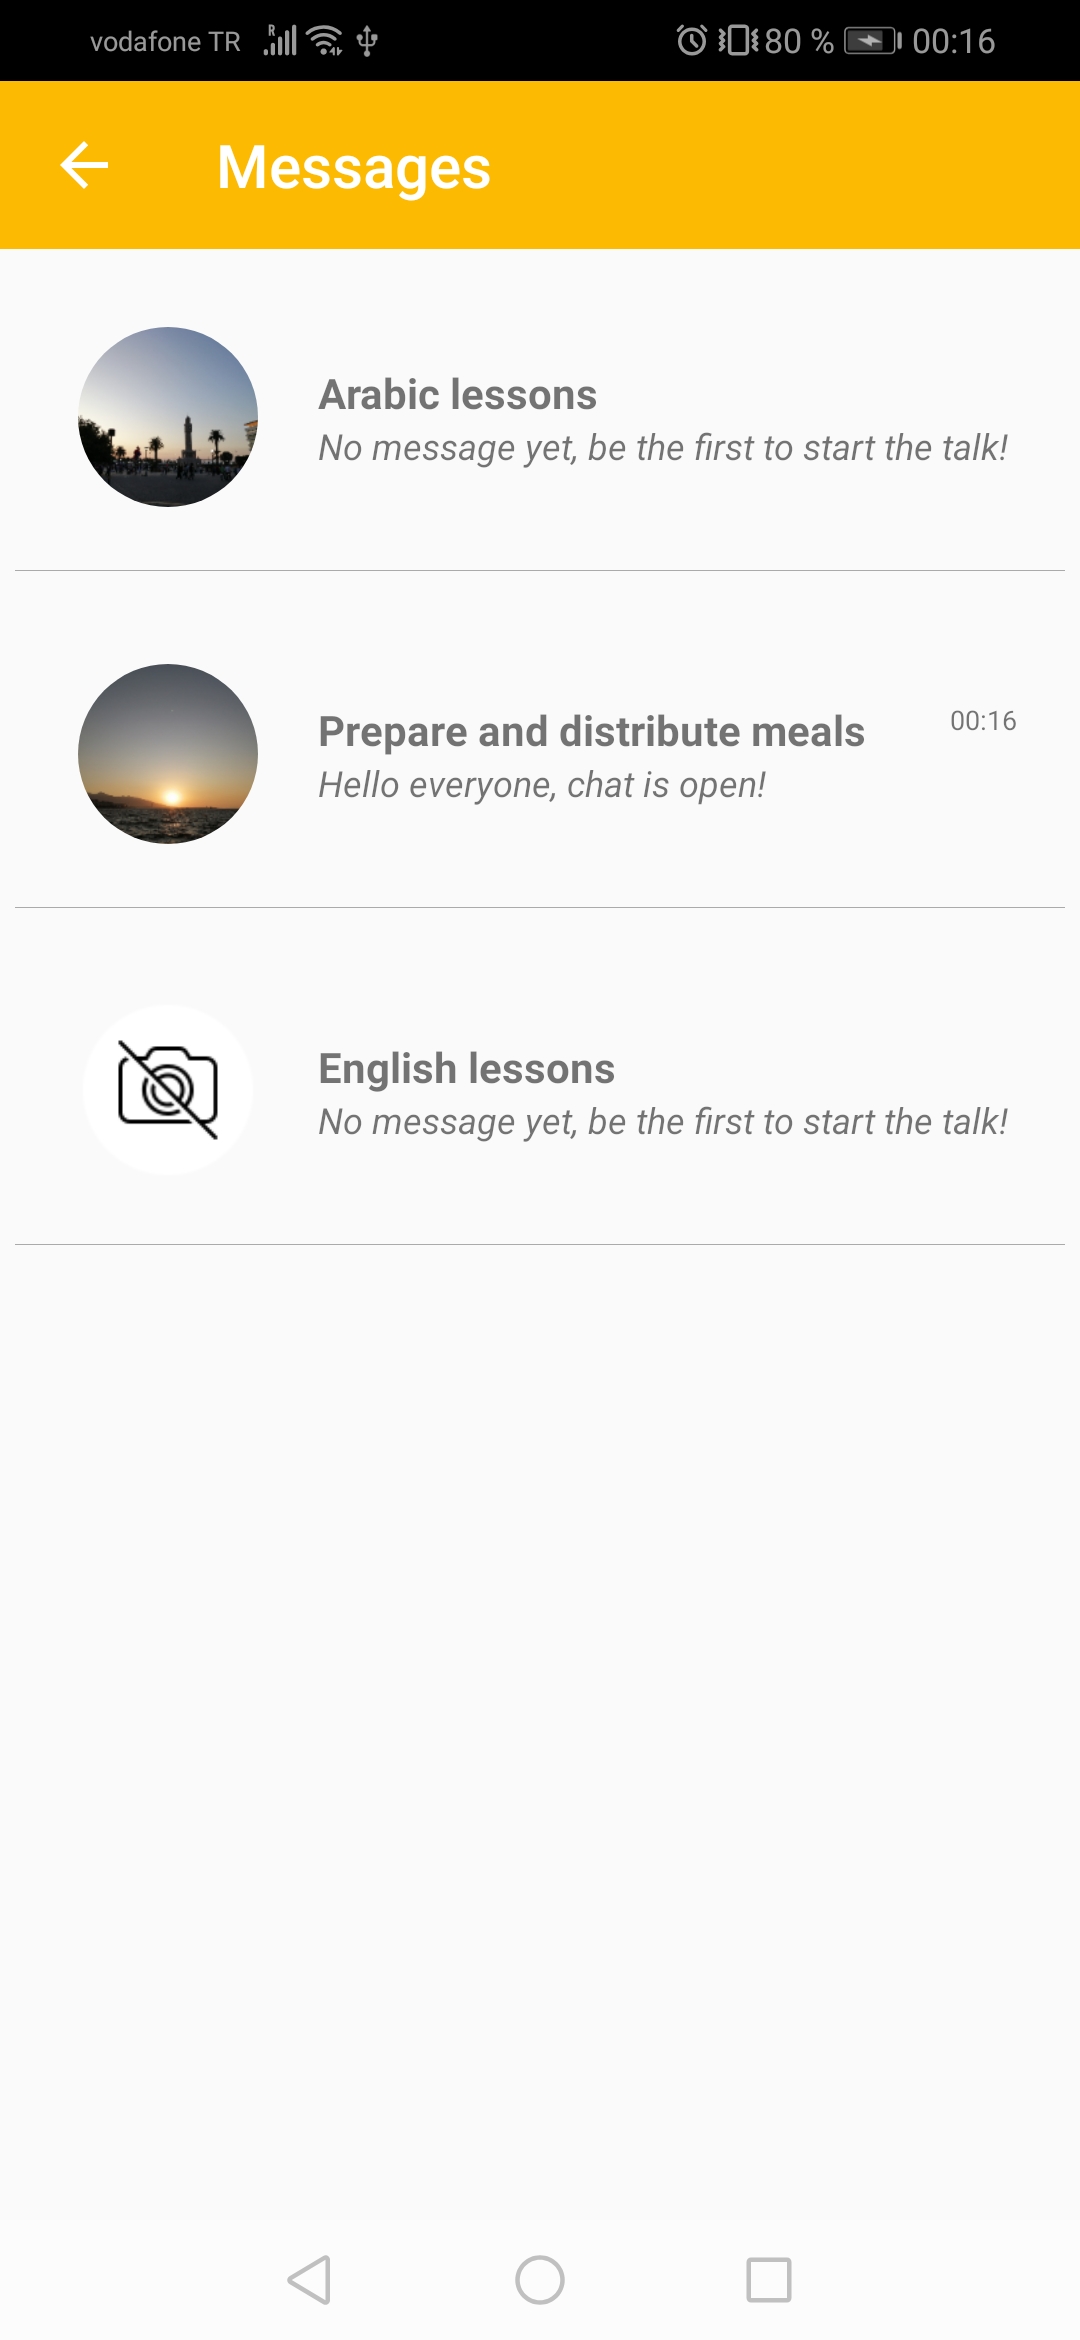 vodafone TR R 80 % 00:16
Messages
Arabic lessons
No message yet, be the first to start the talk!
Prepare and distribute meals 00:16
Hello everyone, chat is open!
English lessons
No message yet, be the first to start the talk!